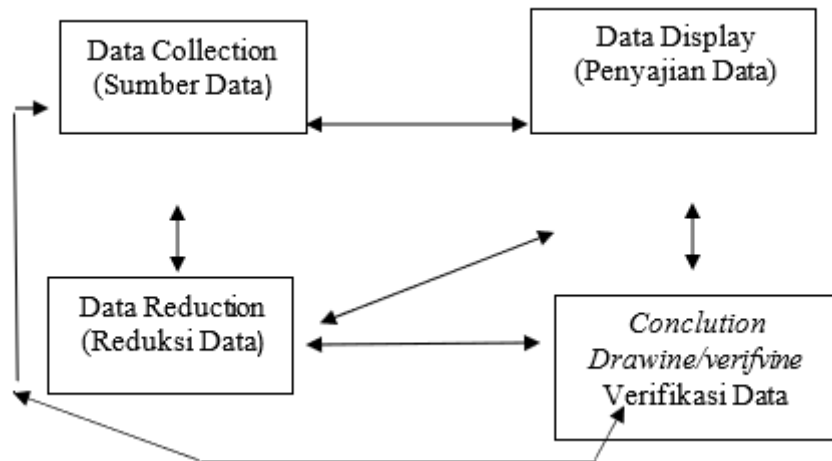 Data Collection
(Sumber Data)
Data Display
(Penyajian Data)
Data Reduction
(Reduksi Data)
Conclution
Drawine/verifvine
Verifikasi Data